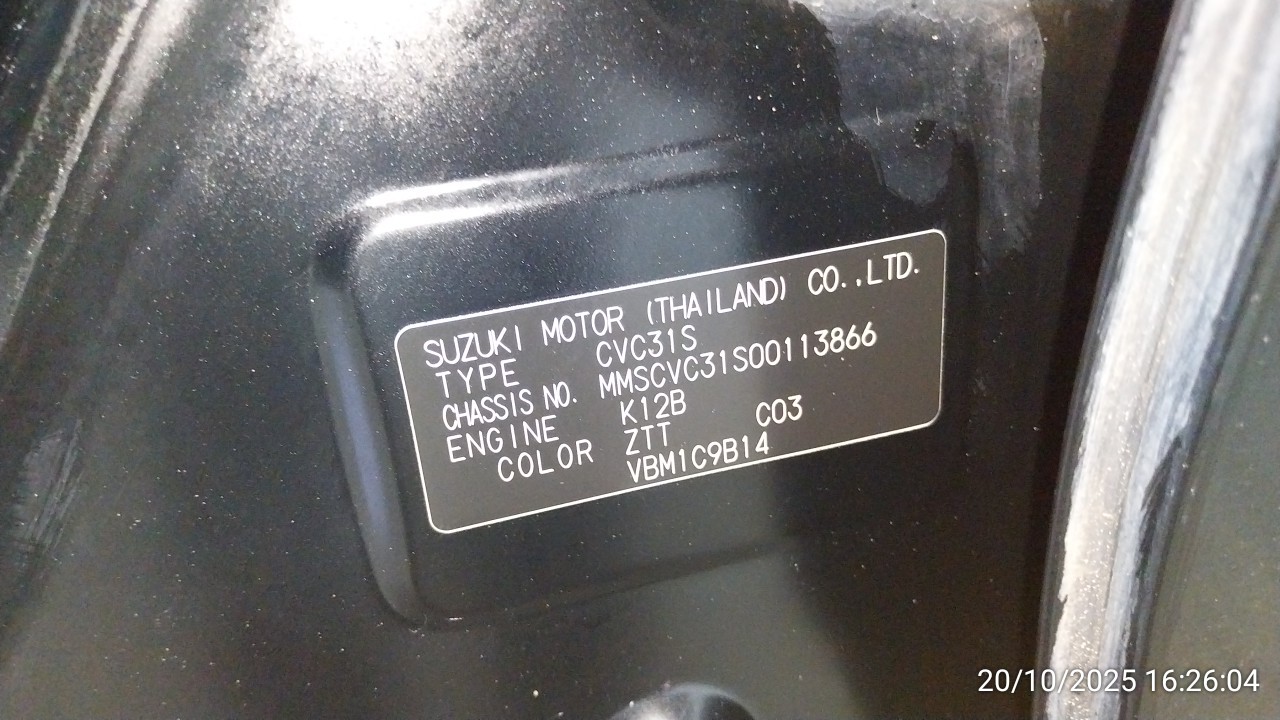 SUZUKI MOTOR (THAILAND) CO.,LTD.
TYPE CVC31S
CHASSIS NO. MMSCVC31S00113866
ENGINE K12B
COLOR ZTT C03
VBM1C9B14
20/10/2025 16:26:04